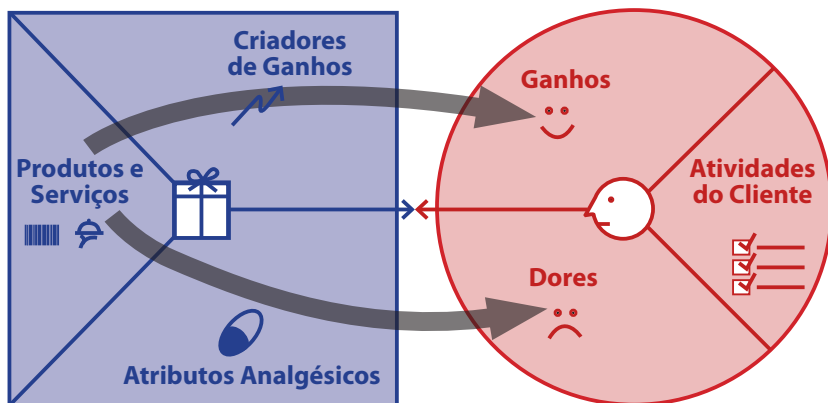 Criadores
de Ganhos
Produtos e
Serviços
Atributos Analgésicos
Ganhos
Atividades
do Cliente
Dores